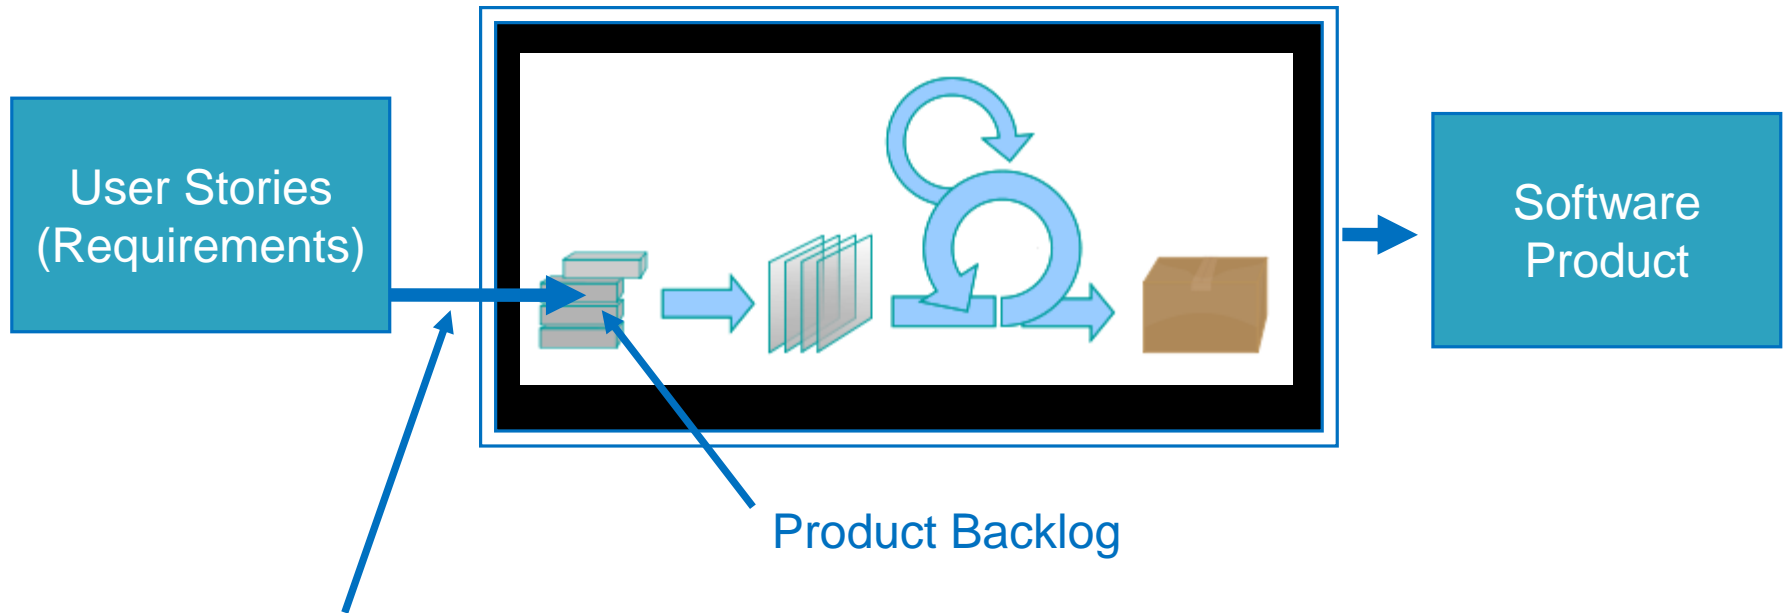 User Stories
(Requirements)
Software
Product
Product Backlog